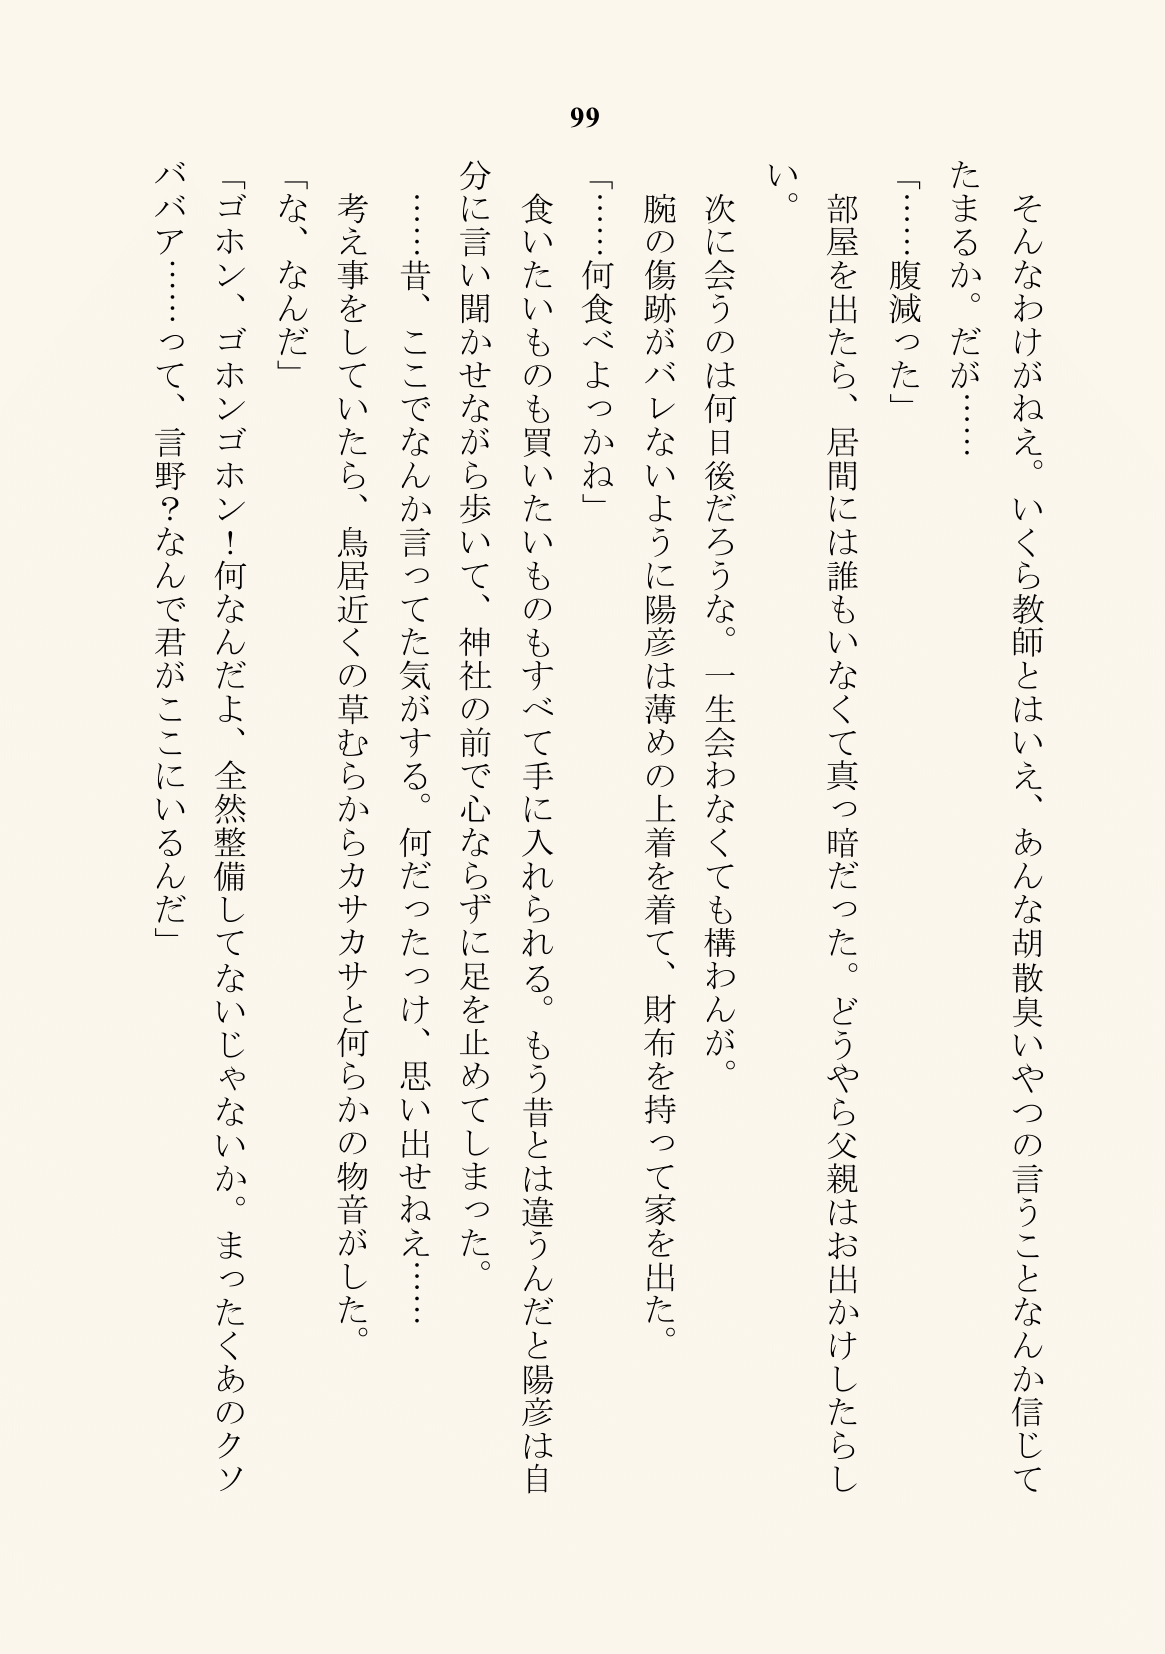 99
　そんなわけがねえ。いくら教師とはいえ、あんな胡散臭いやつの言うことなんか信じて
たまるか。だが……
「……腹減った」
　部屋を出たら、居間には誰もいなくて真っ暗だった。どうやら父親はお出かけしたらし
い。
　次に会うのは何日後だろうな。一生会わなくても構わんが。
　腕の傷跡がバレないように陽彦は薄めの上着を着て、財布を持って家を出た。
「……何食べよっかね」
　食いたいものも買いたいものもすべて手に入れられる。もう昔とは違うんだと陽彦は自
分に言い聞かせながら歩いて、神社の前で心ならずに足を止めてしまった。
　……昔、ここでなんか言ってた気がする。何だったっけ、思い出せねえ……
　考え事をしていたら、鳥居近くの草むらからカサカサと何らかの物音がした。
「な、なんだ」
「ゴホン、ゴホンゴホン！何なんだよ、全然整備してないじゃないか。まったくあのクソ
ババア……って、言野？なんで君がここにいるんだ」